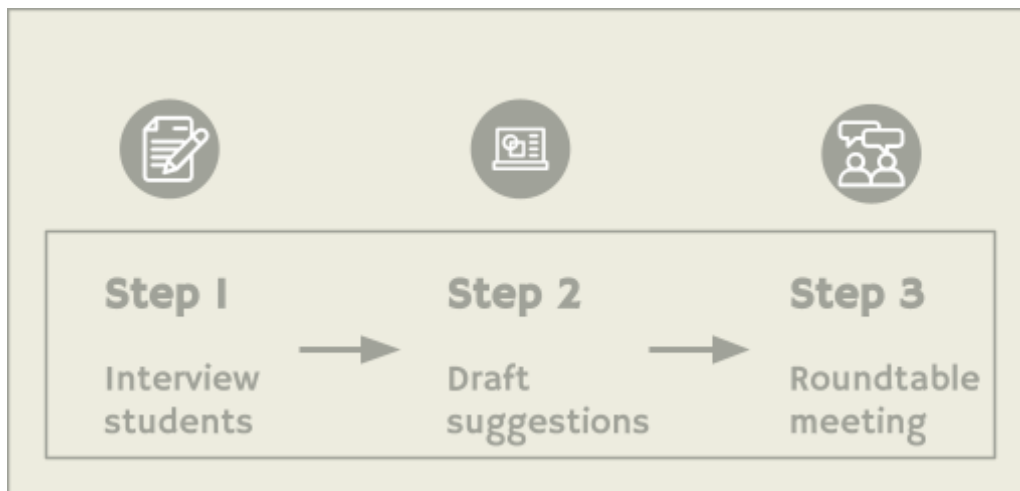 Step 1
Interview
students
Step 2
Draft
suggestions
Step 3
Roundtable
meeting